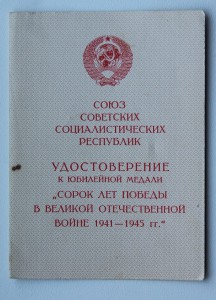 СОЮЗ
СОВЕТСКИХ
СОЦИАЛИСТИЧЕСКИХ
РЕСПУБЛИК
УДОСТОВЕРЕНИЕ
К ЮБИЛЕЙНОЙ МЕДАЛИ
„СОРОК ЛЕТ ПОБЕДЫ
В ВЕЛИКОЙ ОТЕЧЕСТВЕННОЙ
ВОЙНЕ 1941—1945 гг.“